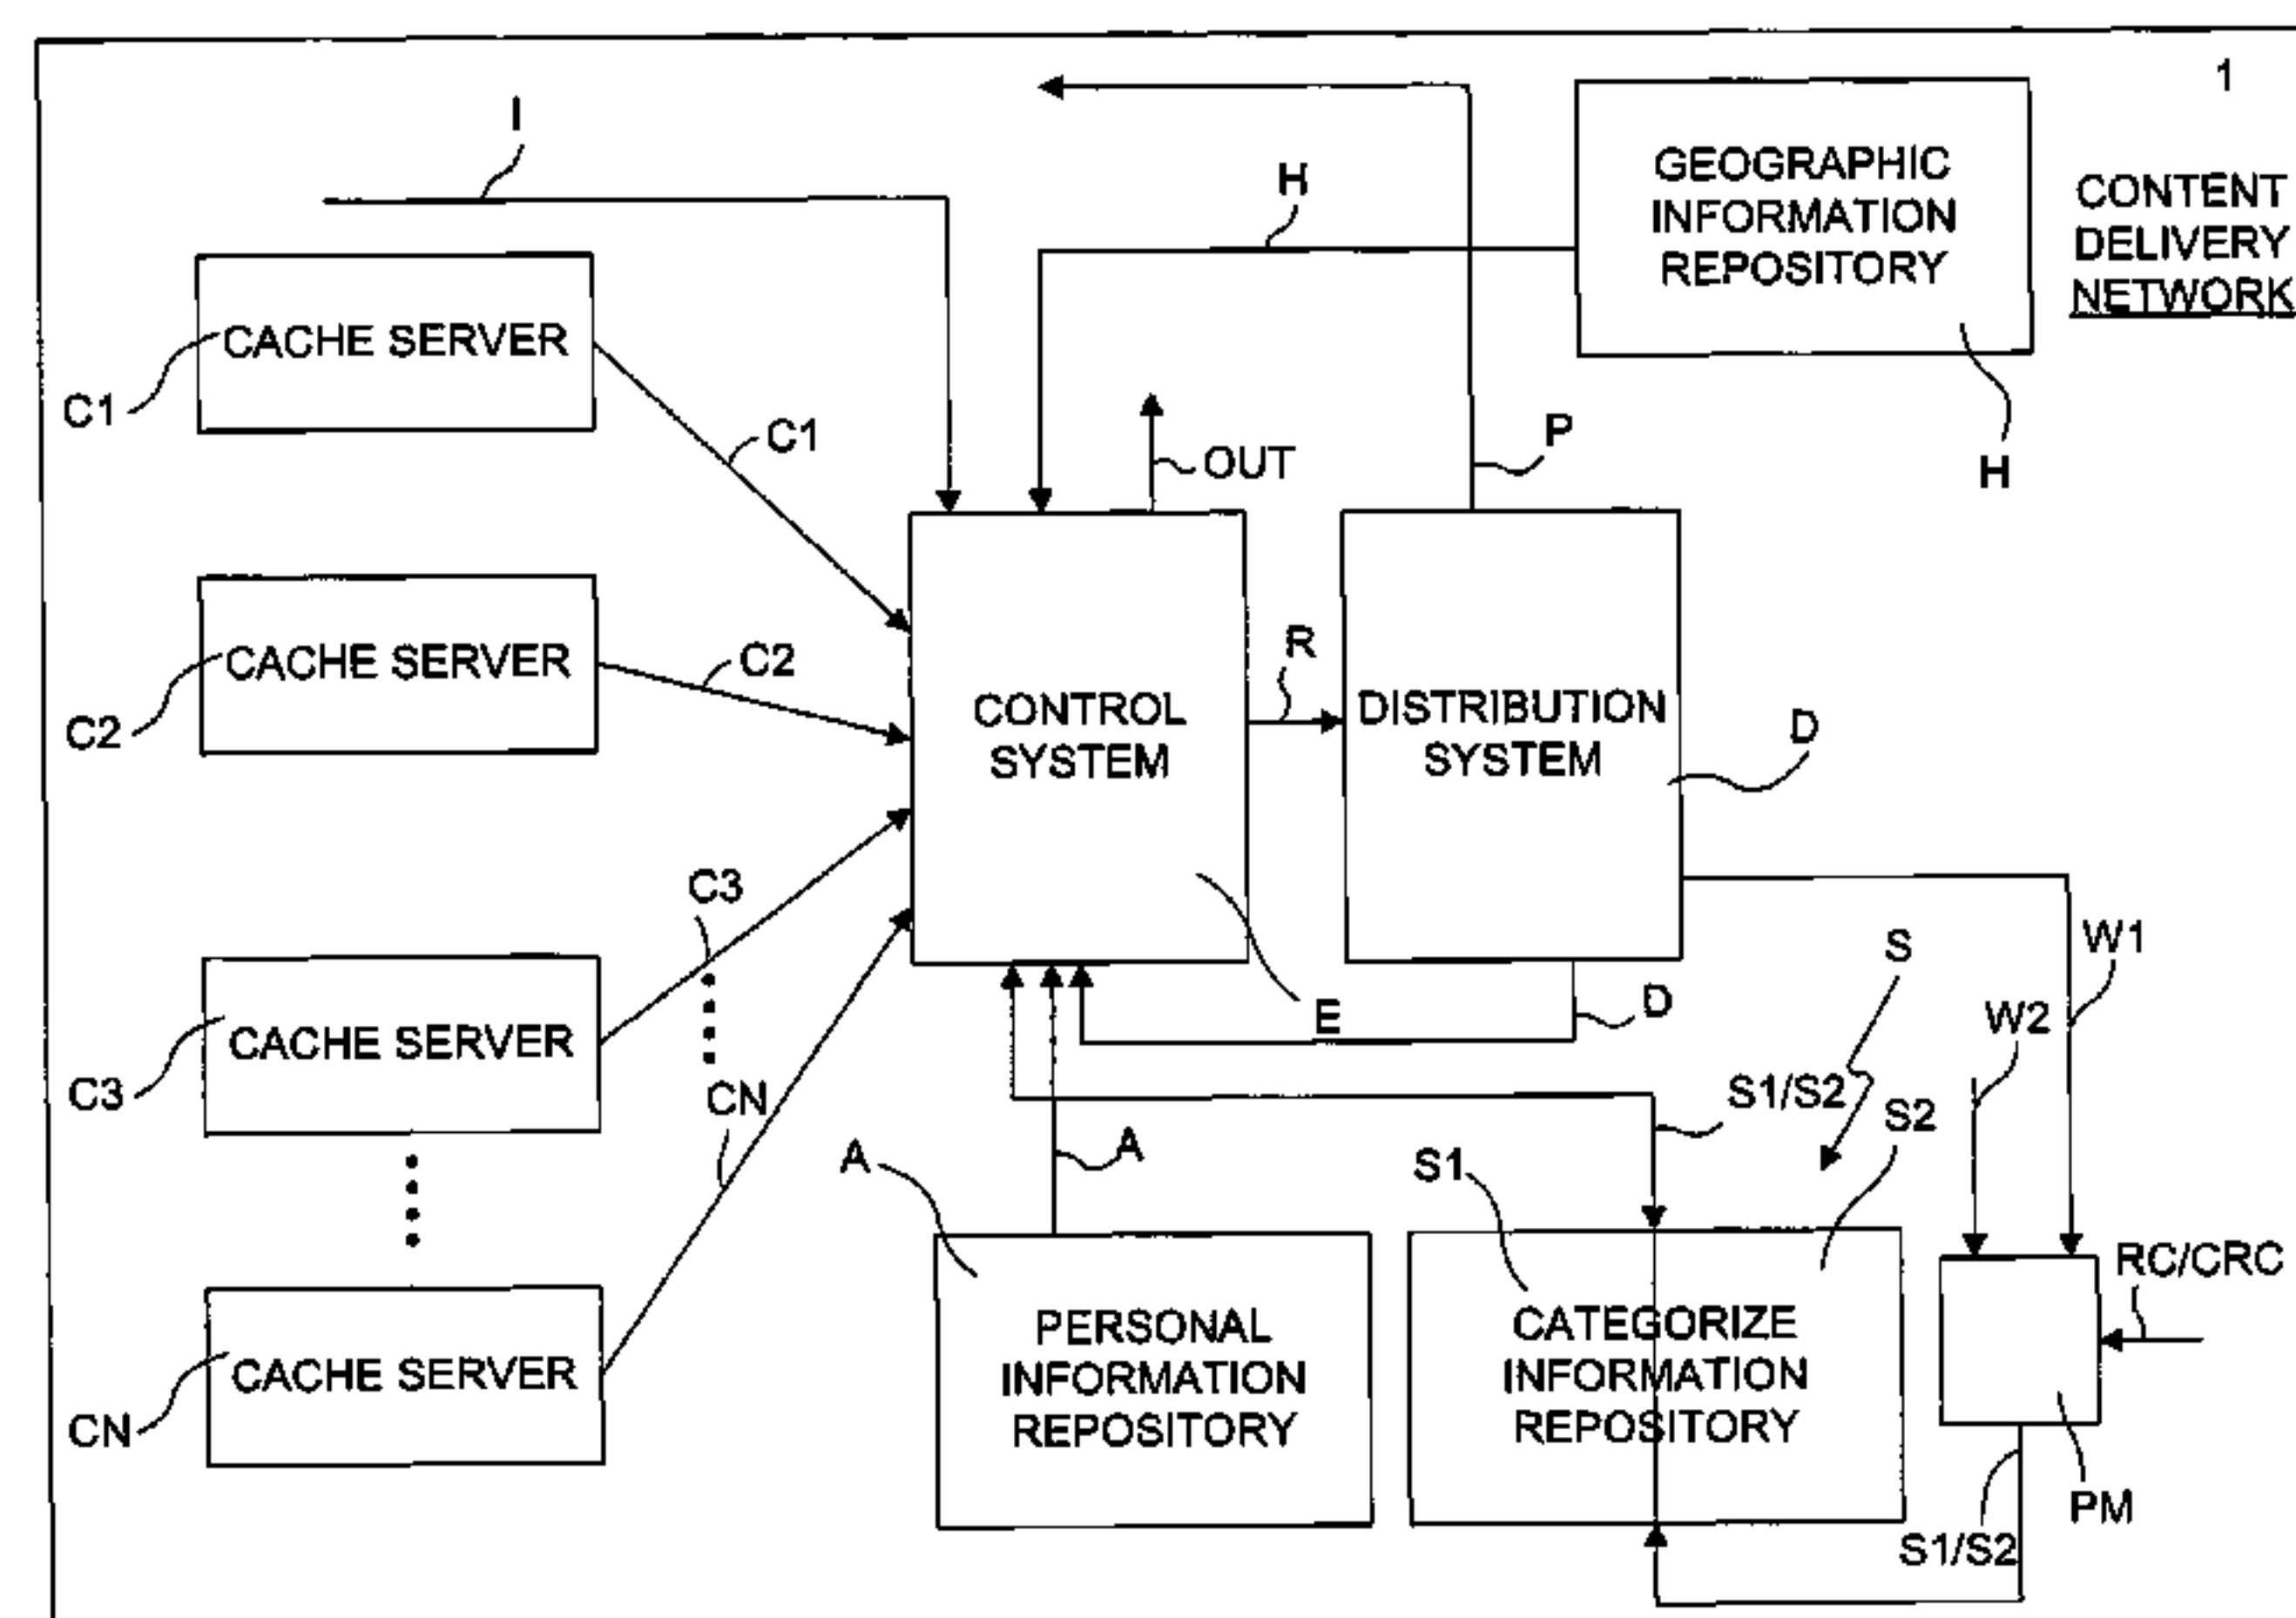 1
I
H
GEOGRAPHIC
INFORMATION
REPOSITORY
CONTENT
DELIVERY
NETWORK
CACHE SERVER
C1
C1
OUT
P
H
CACHE SERVER
C2
C2
CONTROL
SYSTEM
R
DISTRIBUTION
SYSTEM
D
C3
CACHE SERVER
C3
CN
E
D
S
W1
W2
S1/S2
S2
A
A
S1
RC/CRC
CACHE SERVER
CN
PERSONAL
INFORMATION
REPOSITORY
CATEGORIZE
INFORMATION
REPOSITORY
PM
S1/S2